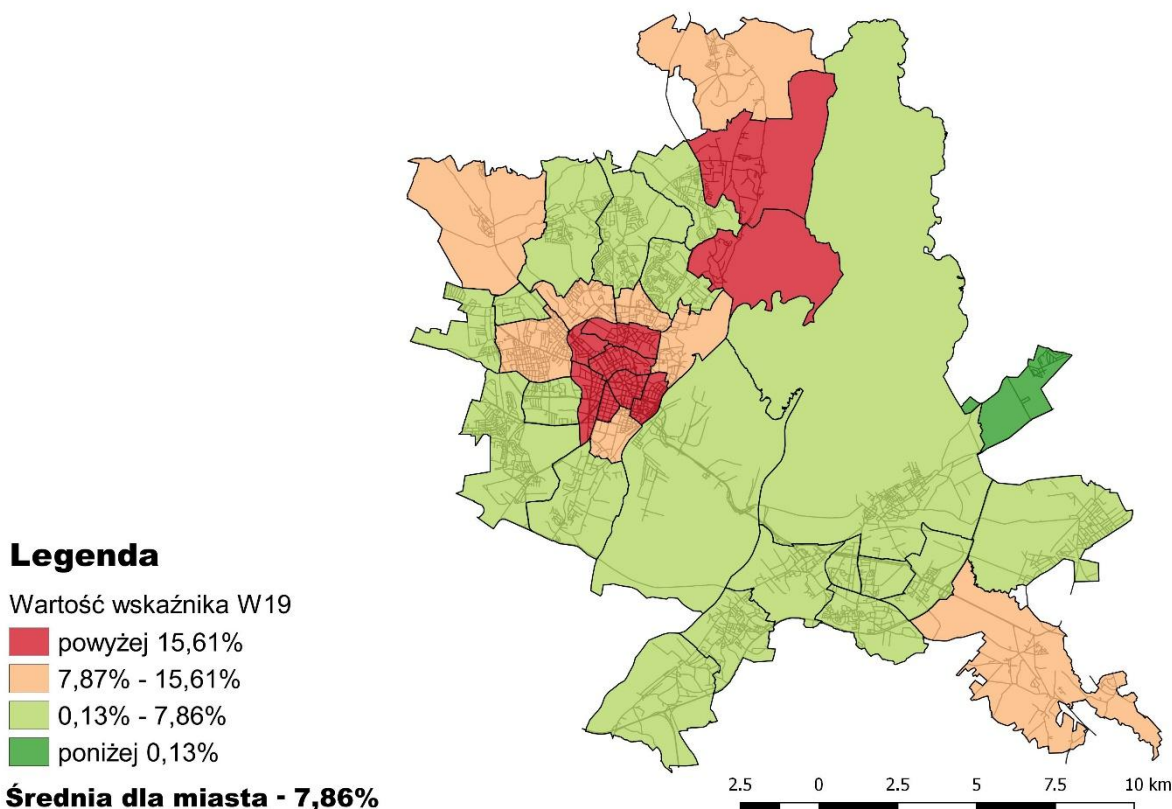 Legenda
Wartość wskaźnika W19
powyżej 15,61%
7,87% - 15,61%
0,13% - 7,86%
poniżej 0,13%
Średnia dla miasta - 7,86%
2.5 0 2.5 5 7.5 10 km